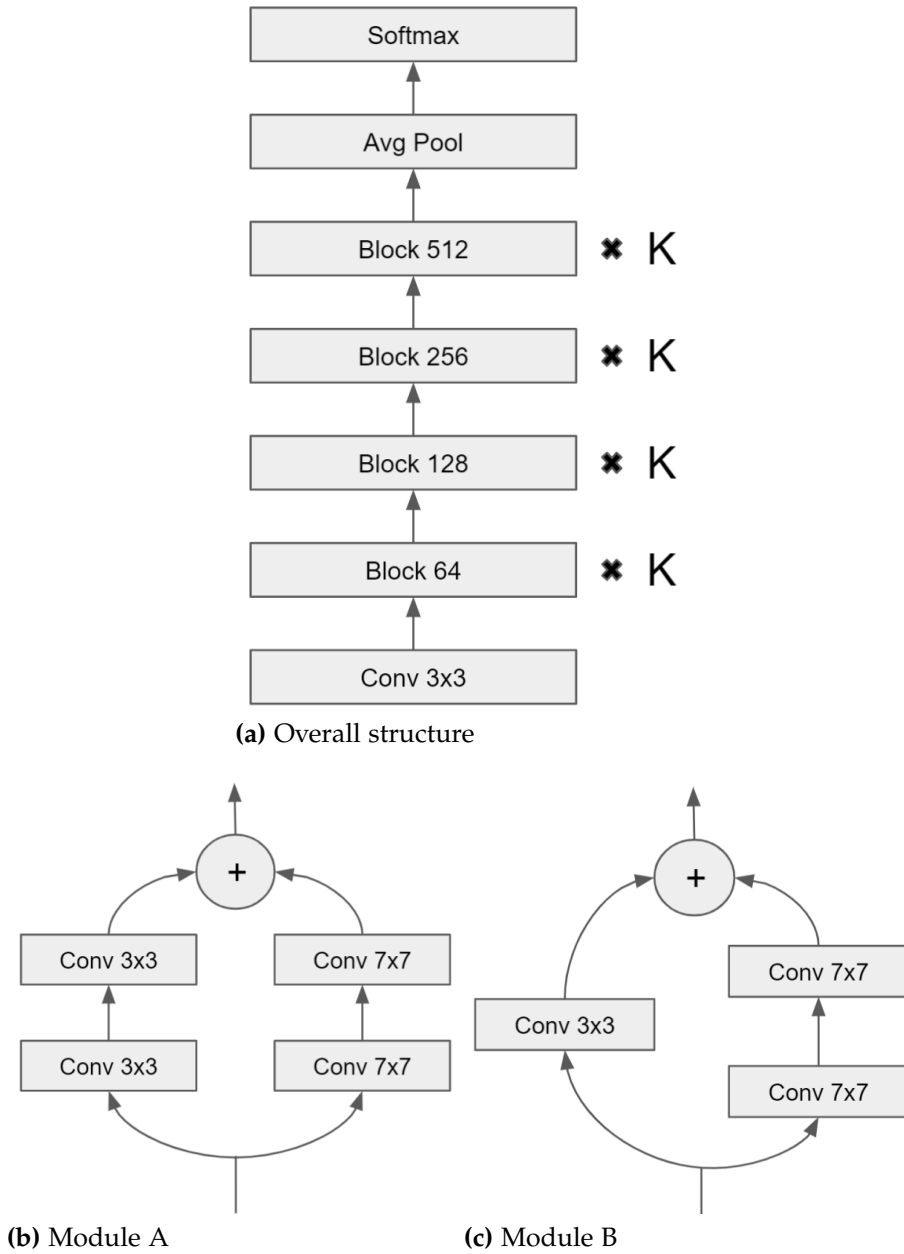 Softmax
Avg Pool
Block 512 ✖ K
Block 256 ✖ K
Block 128 ✖ K
Block 64 ✖ K
Conv 3x3
(a) Overall structure
+
Conv 3x3 Conv 7x7
Conv 3x3 Conv 7x7
(b) Module A
+
Conv 7x7
Conv 3x3
Conv 7x7
(c) Module B